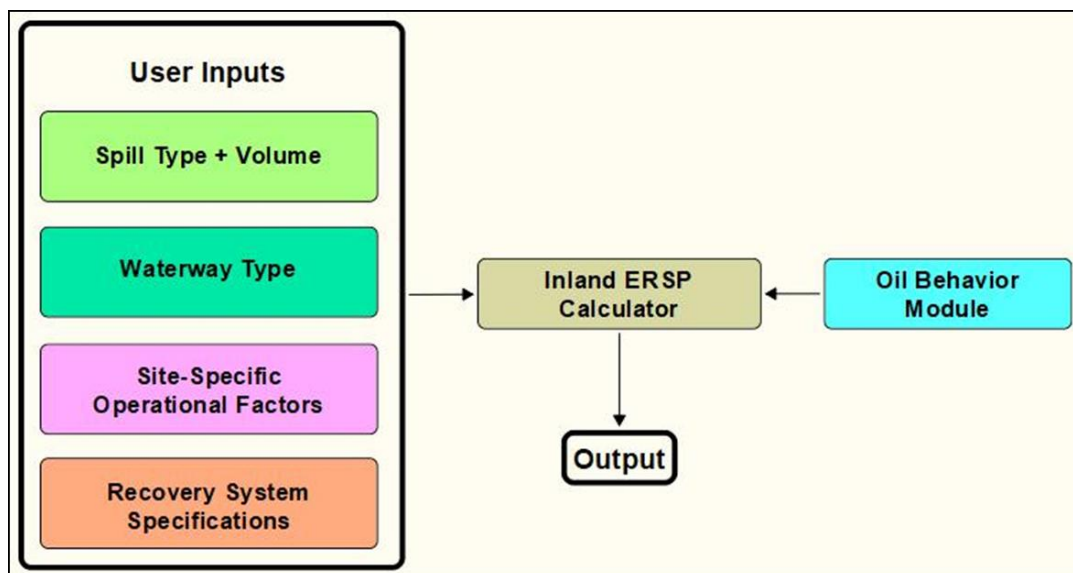 User Inputs
Spill Type + Volume
Waterway Type
Site-Specific
Operational Factors
Recovery System
Specifications
Inland ERSP
Calculator
Oil Behavior
Module
Output